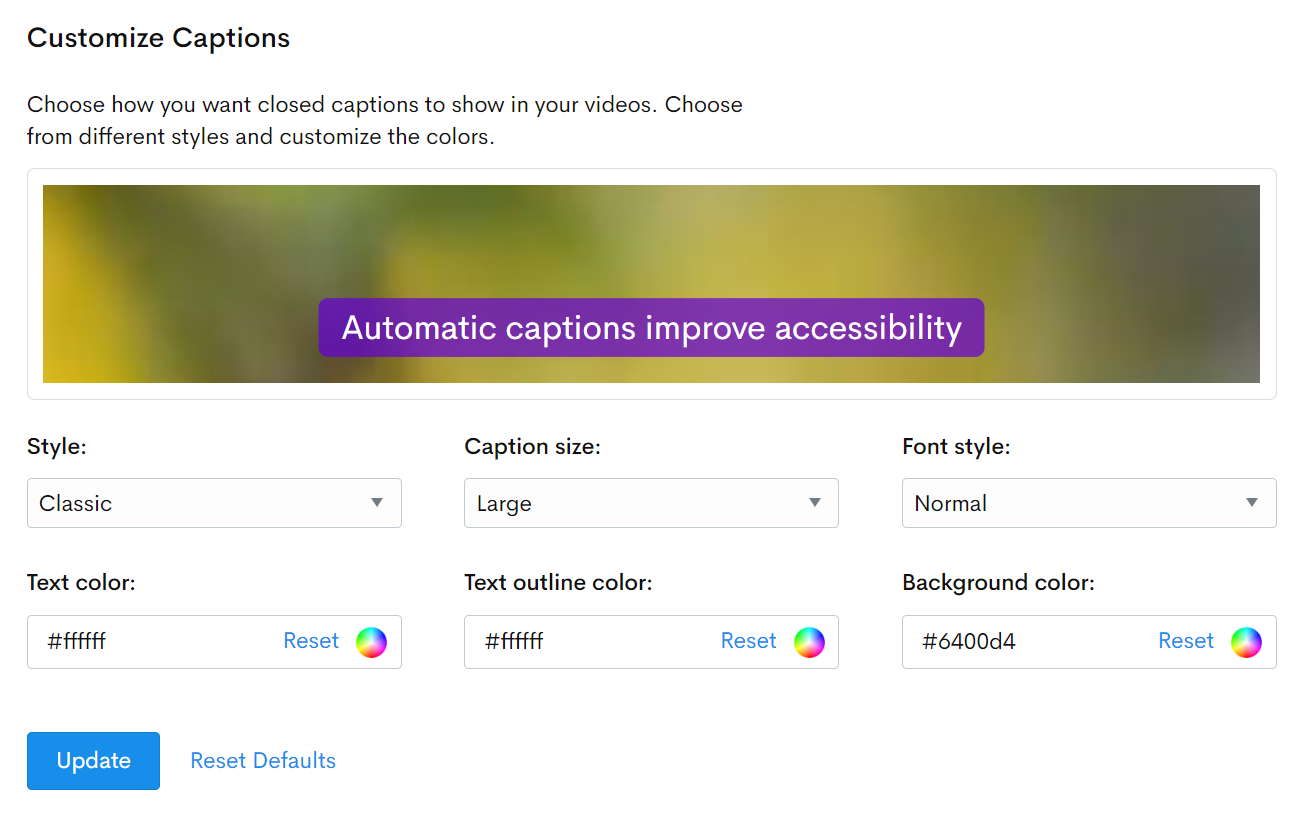 Customize Captions
Choose how you want closed captions to show in your videos. Choose
from different styles and customize the colors.
Automatic captions improve accessibility
Style: Caption size: Font style:
Classic Large Normal
Text color: Text outline color: Background color:
#ffffff Reset #ffffff Reset #6400d4 Reset
Update Reset Defaults